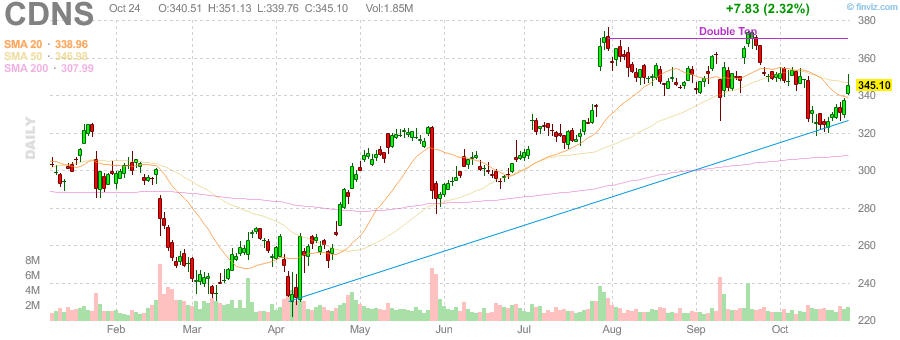 CDNS
Oct 24 O:340.51 H:351.13 L:339.76 C:345.10 Vol:1.85M
+7.83 (2.32%)
© finviz.com
SMA 20 · 338.96
SMA 50 · 346.98
SMA 200 · 307.99
DAILY
Double Top
380
360
345.10
340
320
300
280
260
240
220
8M
6M
4M
2M
Feb Mar Apr May Jun Jul Aug Sep Oct